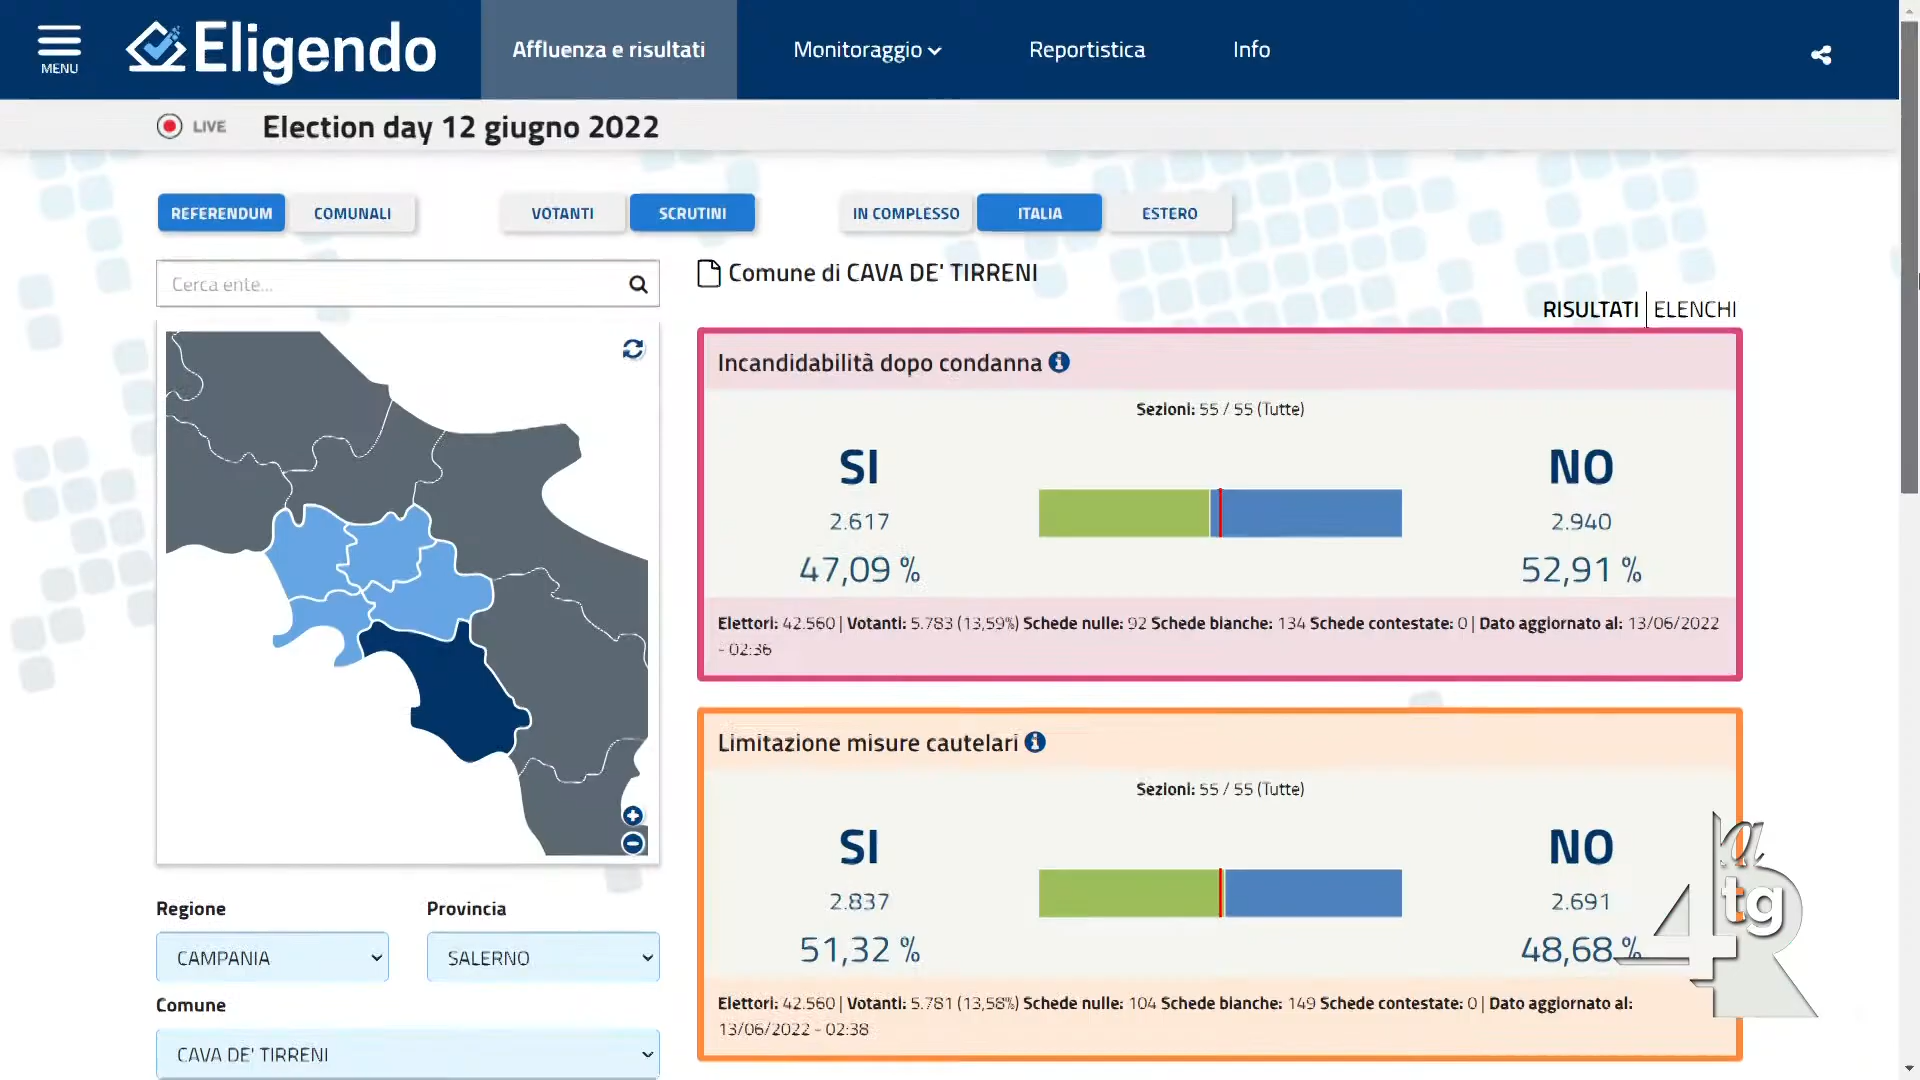 MENU
Eligendo
Affluenza e risultati
Monitoraggio
Reportistica
Info
LIVE
Election day 12 giugno 2022
REFERENDUM
COMUNALI
VOTANTI
SCRUTINI
IN COMPLESSO
ITALIA
ESTERO
Cerca ente...
Comune di CAVA DE' TIRRENI
RISULTATI | ELENCHI
Incandidabilità dopo condanna
Sezioni: 55 / 55 (Tutte)
SI
NO
2.617
2.940
47,09 %
52,91 %
Elettori: 42.560 | Votanti: 5.783 (13,59%) Schede nulle: 92 Schede bianche: 134 Schede contestate: 0 | Dato aggiornato al: 13/06/2022
- 02:36
Limitazione misure cautelari
Sezioni: 55 / 55 (Tutte)
SI
NO
2.837
2.691
51,32 %
48,68 %
Elettori: 42.560 | Votanti: 5.781 (13,58%) Schede nulle: 104 Schede bianche: 149 Schede contestate: 0 | Dato aggiornato al:
13/06/2022 - 02:38
Regione
Provincia
CAMPANIA
SALERNO
Comune
CAVA DE' TIRRENI
la
tg
4R